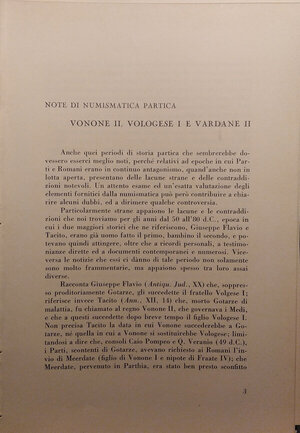 NOTE DI NUMISMATICA PARTICA
VONONE II, VOLOGESE I E VARDANE II
Anche quei periodi di storia partica che sembrerebbe do-
vessero esserci meglio noti, perché relativi ad epoche in cui Par-
ti e Romani erano in continuo antagonismo, quand'anche non in
lotta aperta, presentano delle lacune strane e delle contraddi-
zioni notevoli. Un attento esame ed un'esatta valutazione degli
elementi fornitici dalla numismatica può però contribuire a chia-
rire alcuni dubbi, ed a dirimere qualche controversia.
Particolarmente strane appaiono le lacune e le contraddi-
zioni che noi troviamo per gli anni dal 50 all'80 d.C., epoca in
cui i due maggiori storici che ne riferiscono, Giuseppe Flavio e
Tacito, erano già uomo fatto il primo, bambino il secondo, e po-
tevano quindi attingere, oltre che a ricordi personali, a testimo-
nianze dirette ed a documenti contemporanei e numerosi. Vice-
versa le notizie che essi ci danno di tale periodo non solamente
sono molto frammentarie, ma appaiono spesso tra loro assai
diverse.
Racconta Giuseppe Flavio (Antiqu. Jud., XX) che, soppres-
so proditoriamente Gotarze, gli succedette il fratello Volgese I;
riferisce invece Tacito (Ann., XII, 14) che, morto Gotarze di
malattia, fu chiamato al regno Vonone II, che governava i Medi,
e che a questi succedette dopo breve tempo il figlio Vologese I.
Non precisa Tacito la data in cui Vonone succederebbe a Go-
tarze, né quella in cui a Vonone si sostituirebbe Vologese; limi-
tandosi a dire che, consoli Caio Pompeo e Q. Veranis (49 d.C.),
i Parti, scontenti di Gotarze, avevano richiesto ai Romani l'in-
vio di Meerdate (figlio di Vonone I e nipote di Fraate IV); che
Meerdate, pervenuto in Parthia, era stato ben presto sconfitto
3